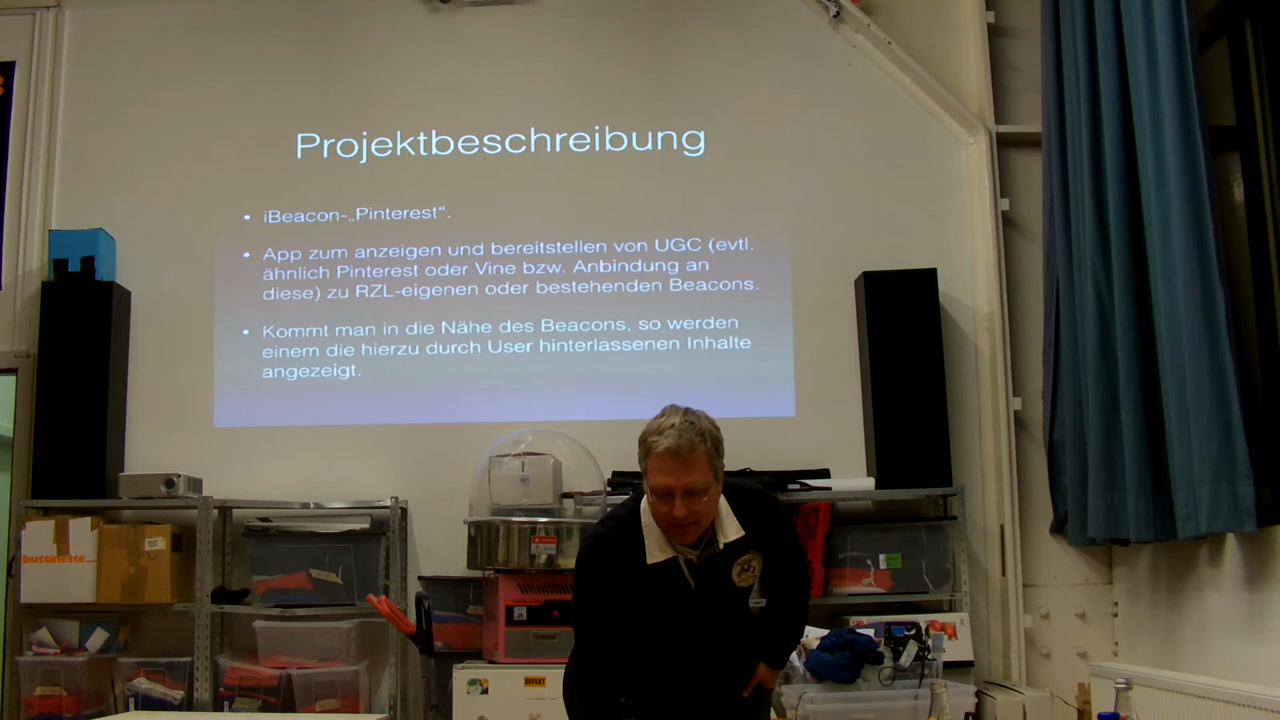 Projektbeschreibung
• iBeacon-„Pinterest“.
• App zum anzeigen und bereitstellen von UGC (evtl.
ähnlich Pinterest oder Vine bzw. Anbindung an
diese) zu RZL-eigenen oder bestehenden Beacons.
• Kommt man in die Nähe des Beacons, so werden
einem die hierzu durch User hinterlassenen Inhalte
angezeigt.
buttinette
DEFEKT